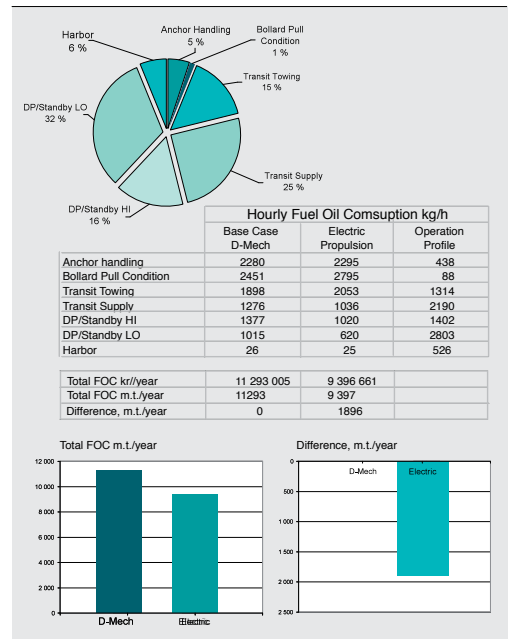 Harbor
6 %
Anchor Handling
5 %
Bollard Pull
Condition
1 %
Transit Towing
15 %
DP/Standby LO
32 %
Transit Supply
25 %
DP/Standby HI
16 %
Hourly Fuel Oil Comsuption kg/h
Base Case Electric Operation
D-Mech Propulsion Profile
Anchor handling 2280 2295 438
Bollard Pull Condition 2451 2795 88
Transit Towing 1898 2053 1314
Transit Supply 1276 1036 2190
DP/Standby HI 1377 1020 1402
DP/Standby LO 1015 620 2803
Harbor 26 25 526
Total FOC kr//year 11 293 005 9 396 661
Total FOC m.t./year 11293 9 397
Difference, m.t./year 0 1896
Total FOC m.t./year
12 000
10 000
8 000
6 000
4 000
2 000
0
D-Mech Electric
Difference, m.t./year
0
D-Mech Electric
500
1 000
1 500
2 000
2 500